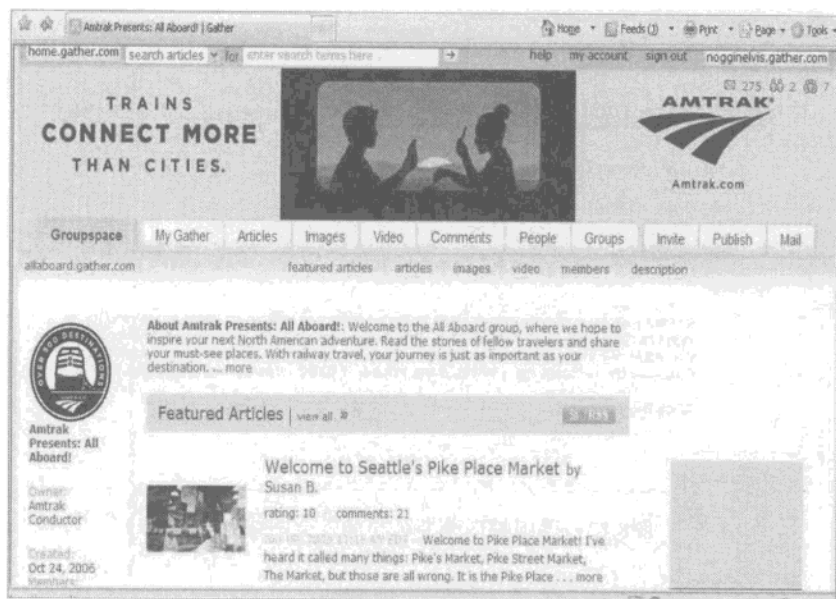 Amtrak Presents: All Aboard! | Gather
Home Feeds (J) Print Page Tools
home.gather.com search articles for enter search terms here help my account sign out nogginelvis.gather.com
275 2 7
TRAINS
CONNECT MORE
THAN CITIES.
AMTRAK
Amtrak.com
Groupspace My Gather Articles Images Video Comments People Groups Invite Publish Mail
allaboard.gather.com featured articles articles images video members description
OVER 500 DESTINATIONS
About Amtrak Presents: All Aboard!: Welcome to the All Aboard group, where we hope to
inspire your next North American adventure. Read the stories of fellow travelers and share
your must-see places. With railway travel, your journey is just as important as your
destination. ... more
Featured Articles | view all »
Amtrak
Presents: All
Aboard!
Owner:
Amtrak
Conductor
Created:
Oct 24, 2006
Members:
Welcome to Seattle's Pike Place Market by
Susan B.
rating: 10 comments: 21
Welcome to Pike Place Market! I've
heard it called many things: Pike's Market, Pike Street Market,
The Market, but those are all wrong. It is the Pike Place . . . more